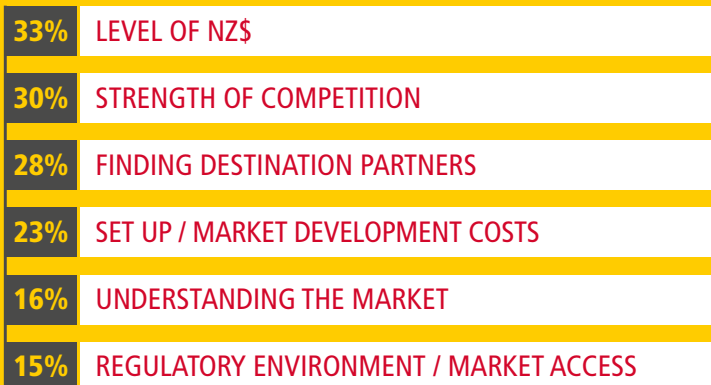 33% LEVEL OF NZ$
30% STRENGTH OF COMPETITION
28% FINDING DESTINATION PARTNERS
23% SET UP / MARKET DEVELOPMENT COSTS
16% UNDERSTANDING THE MARKET
15% REGULATORY ENVIRONMENT / MARKET ACCESS